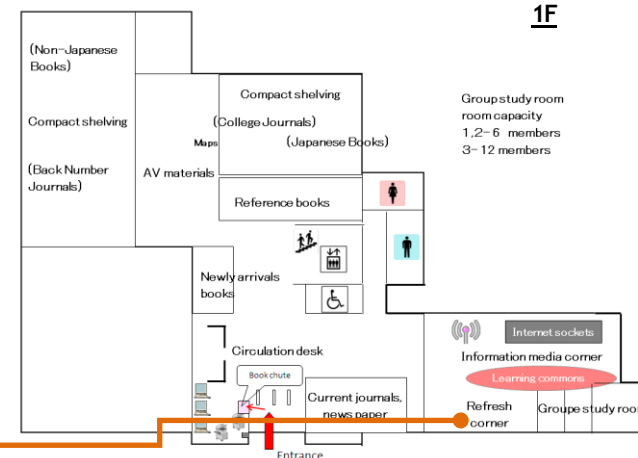 1F
(Non-Japanese
Books)
Compact shelving
(Back Number
Journals)
AV materials
Maps
Compact shelving
(College Journals)
(Japanese Books)
Reference books
Group study room
room capacity
1,2-6 members
3-12 members
Newly arrivals
books
Circulation desk
Book chute
Current journals,
news paper
Entrance
Internet sockets
Information media corner
Learning commons
Refresh
corner
Groupe study room